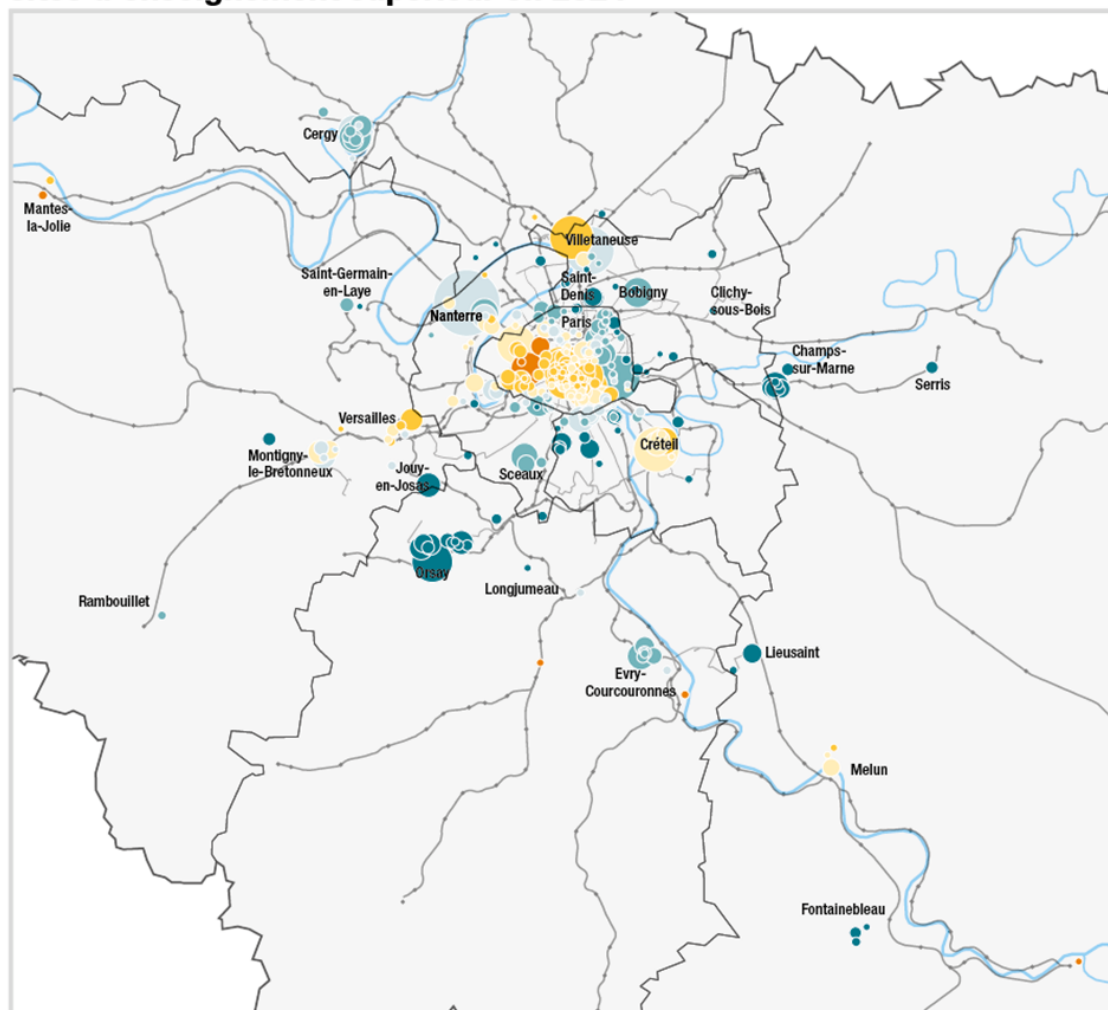 Cergy
Mantes-
la-Jolie
Villetaneuse
Saint-Germain-
en-Laye
Saint-
Denis
Bobigny
Clichy-
sous-Bois
Nanterre
Paris
Champs-
sur-Marne
Serris
Versailles
Créteil
Montigny-
le-Bretonneux
Jouy-
en-Josas
Sceaux
Orsay
Longjumeau
Rambouillet
Lieusaint
Evry-
Courcouronnes
Melun
Fontainebleau